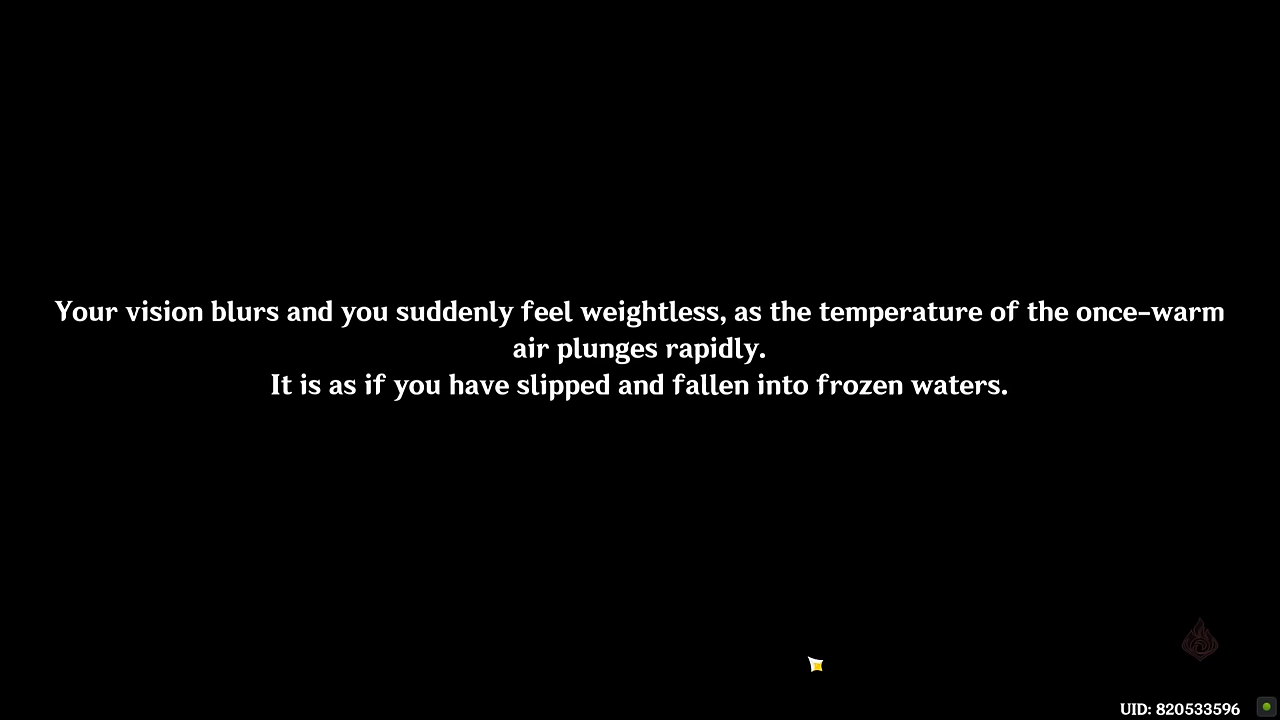 Your vision blurs and you suddenly feel weightless, as the temperature of the once-warm
air plunges rapidly.
It is as if you have slipped and fallen into frozen waters.
UID: 820533596